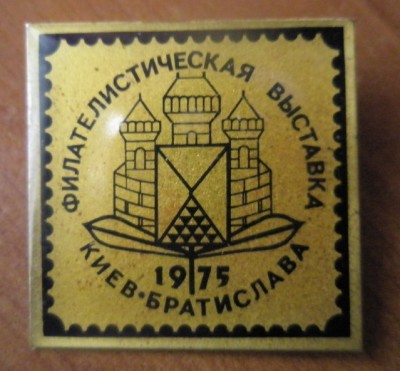 ФИЛАТЕЛИСТИЧЕСКАЯ ВЫСТАВКА
1975
КИЕВ·БРАТИСЛАВА